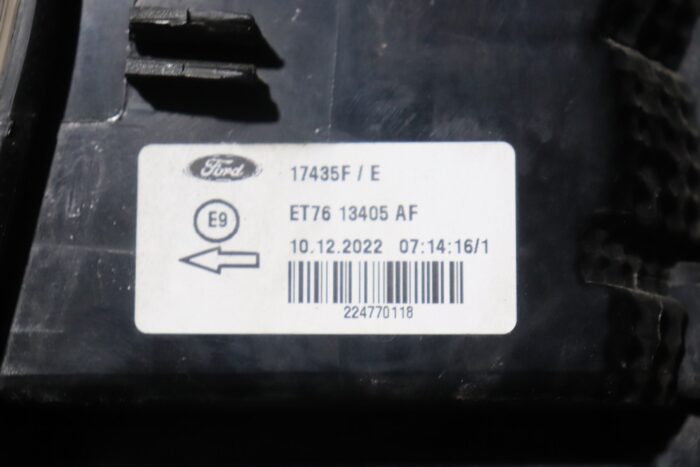 Ford
17435F / E
E9
ET76 13405 AF
10.12.2022 07:14:16/1
224770118